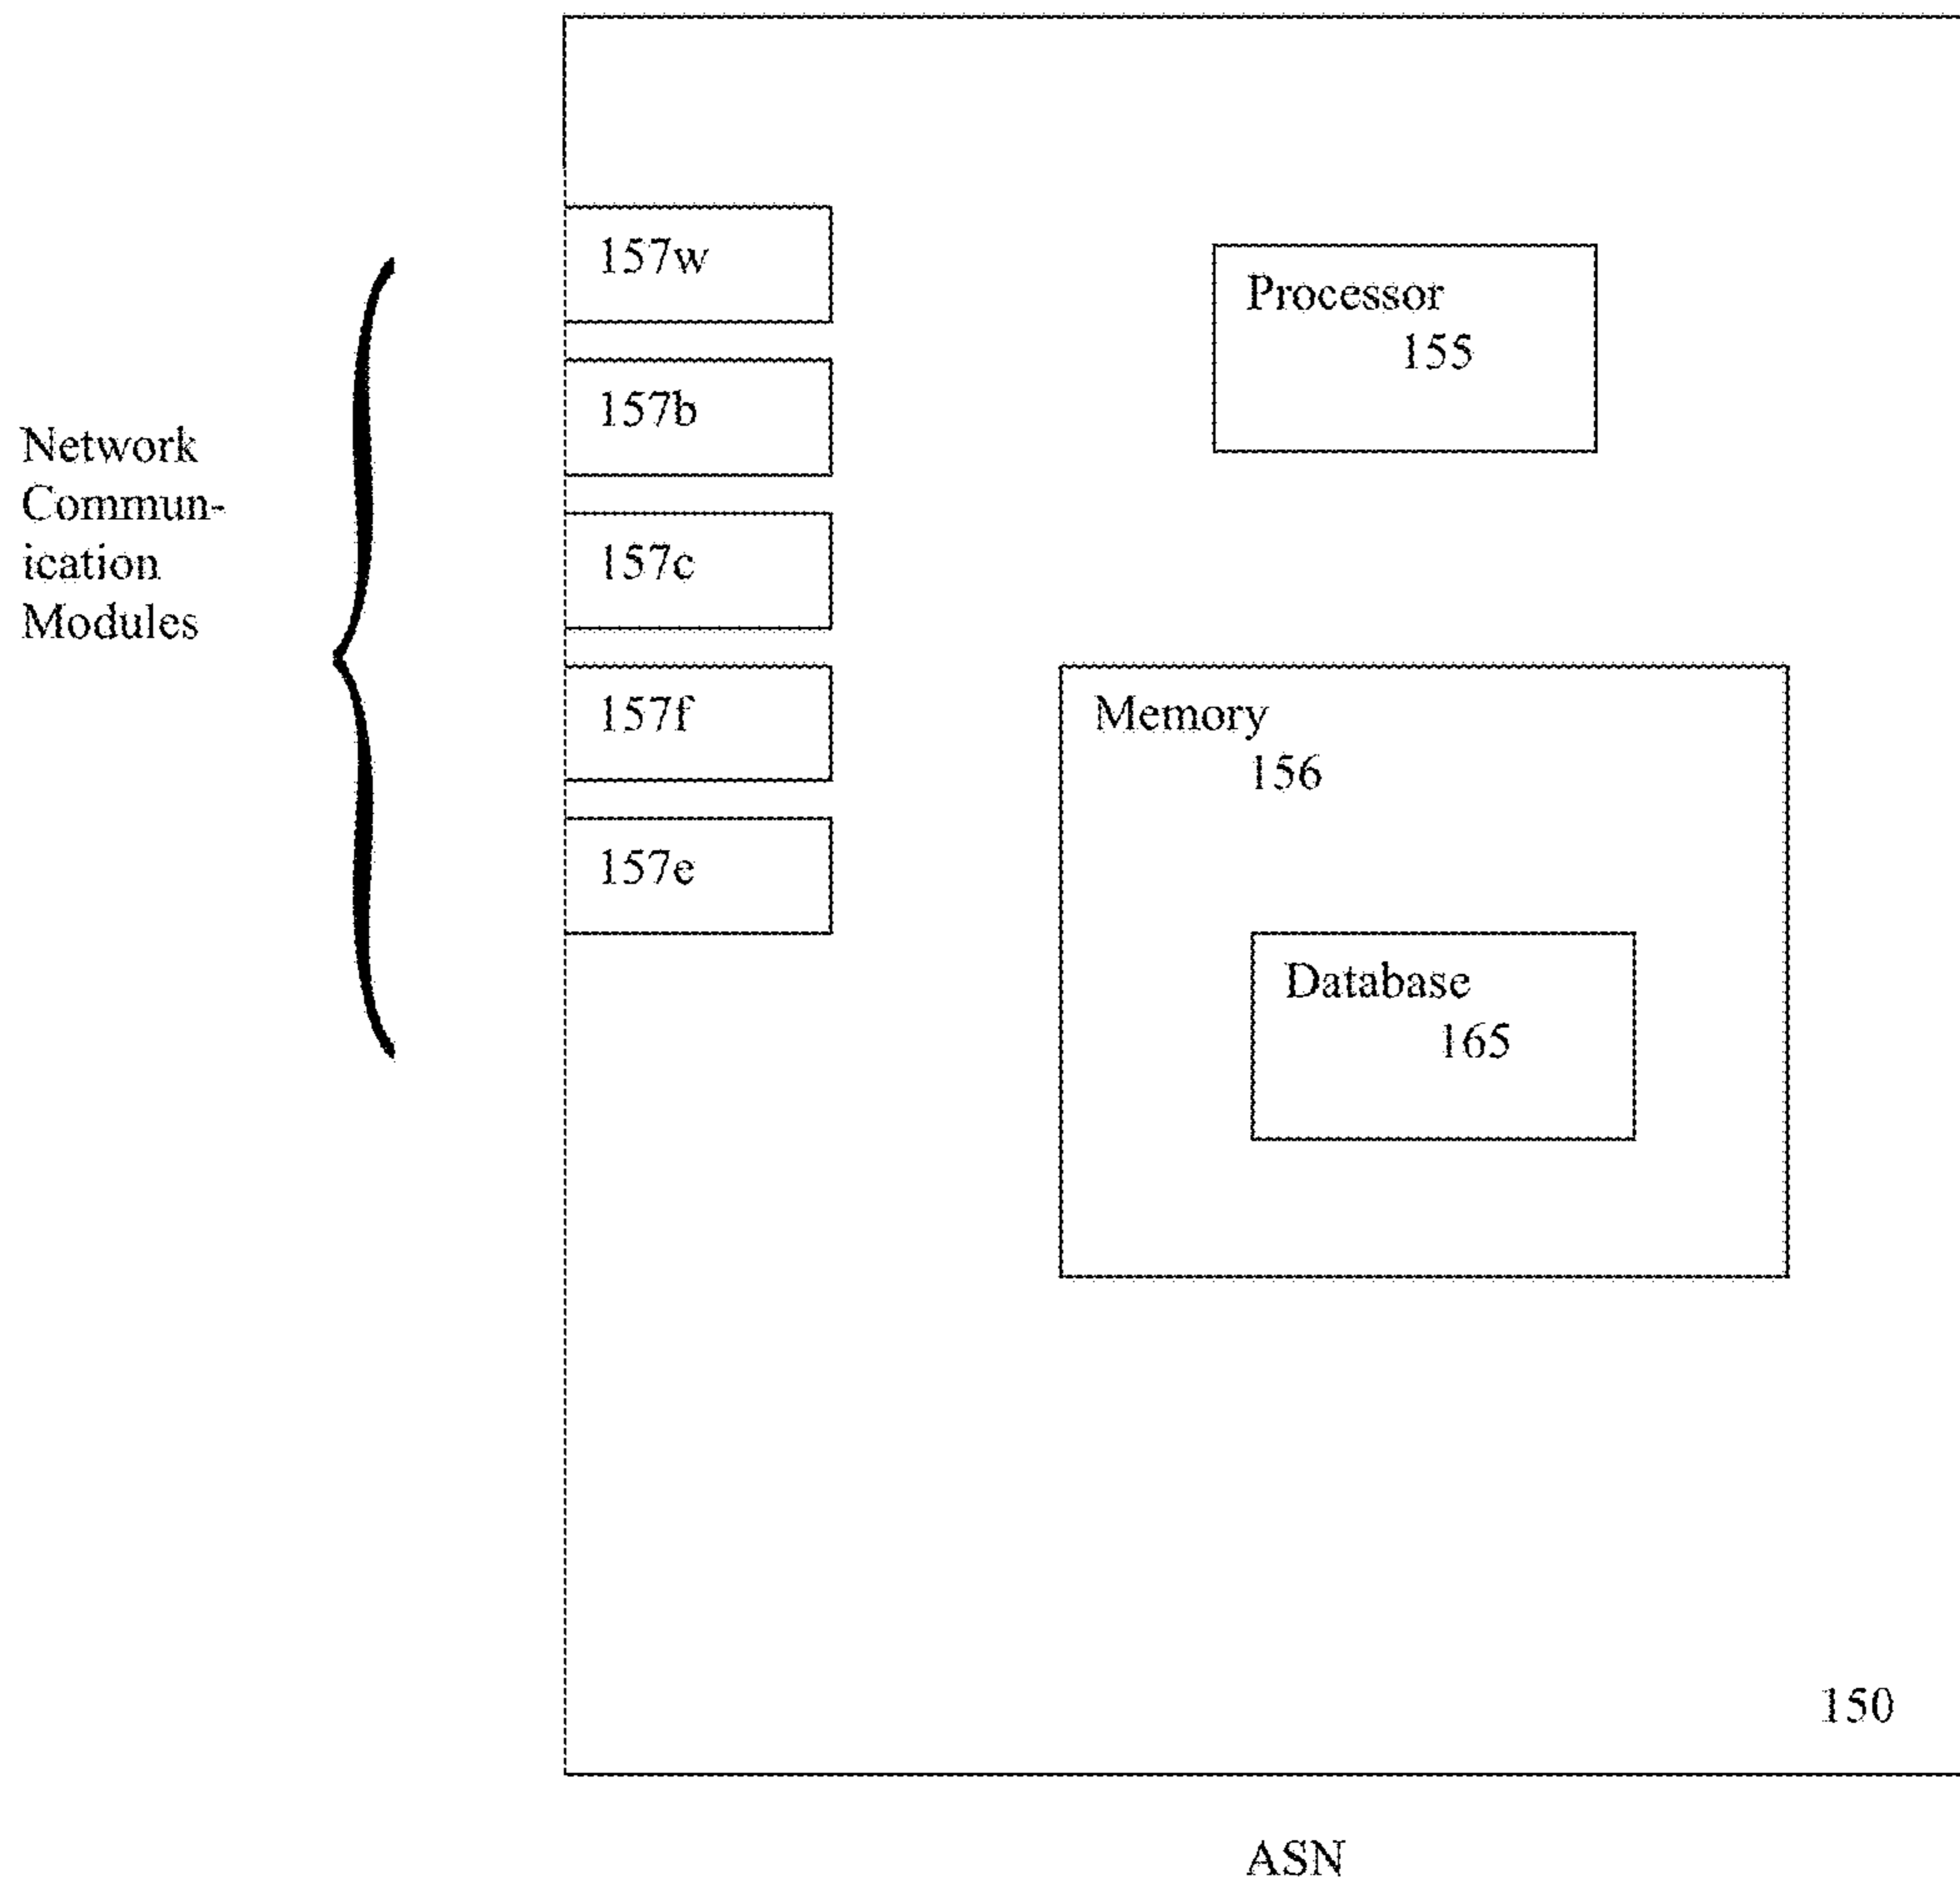 Network
Commun-
ication
Modules
157w
157b
157c
157f
157e
Processor
155
Memory
156
Database
165
150
ASN